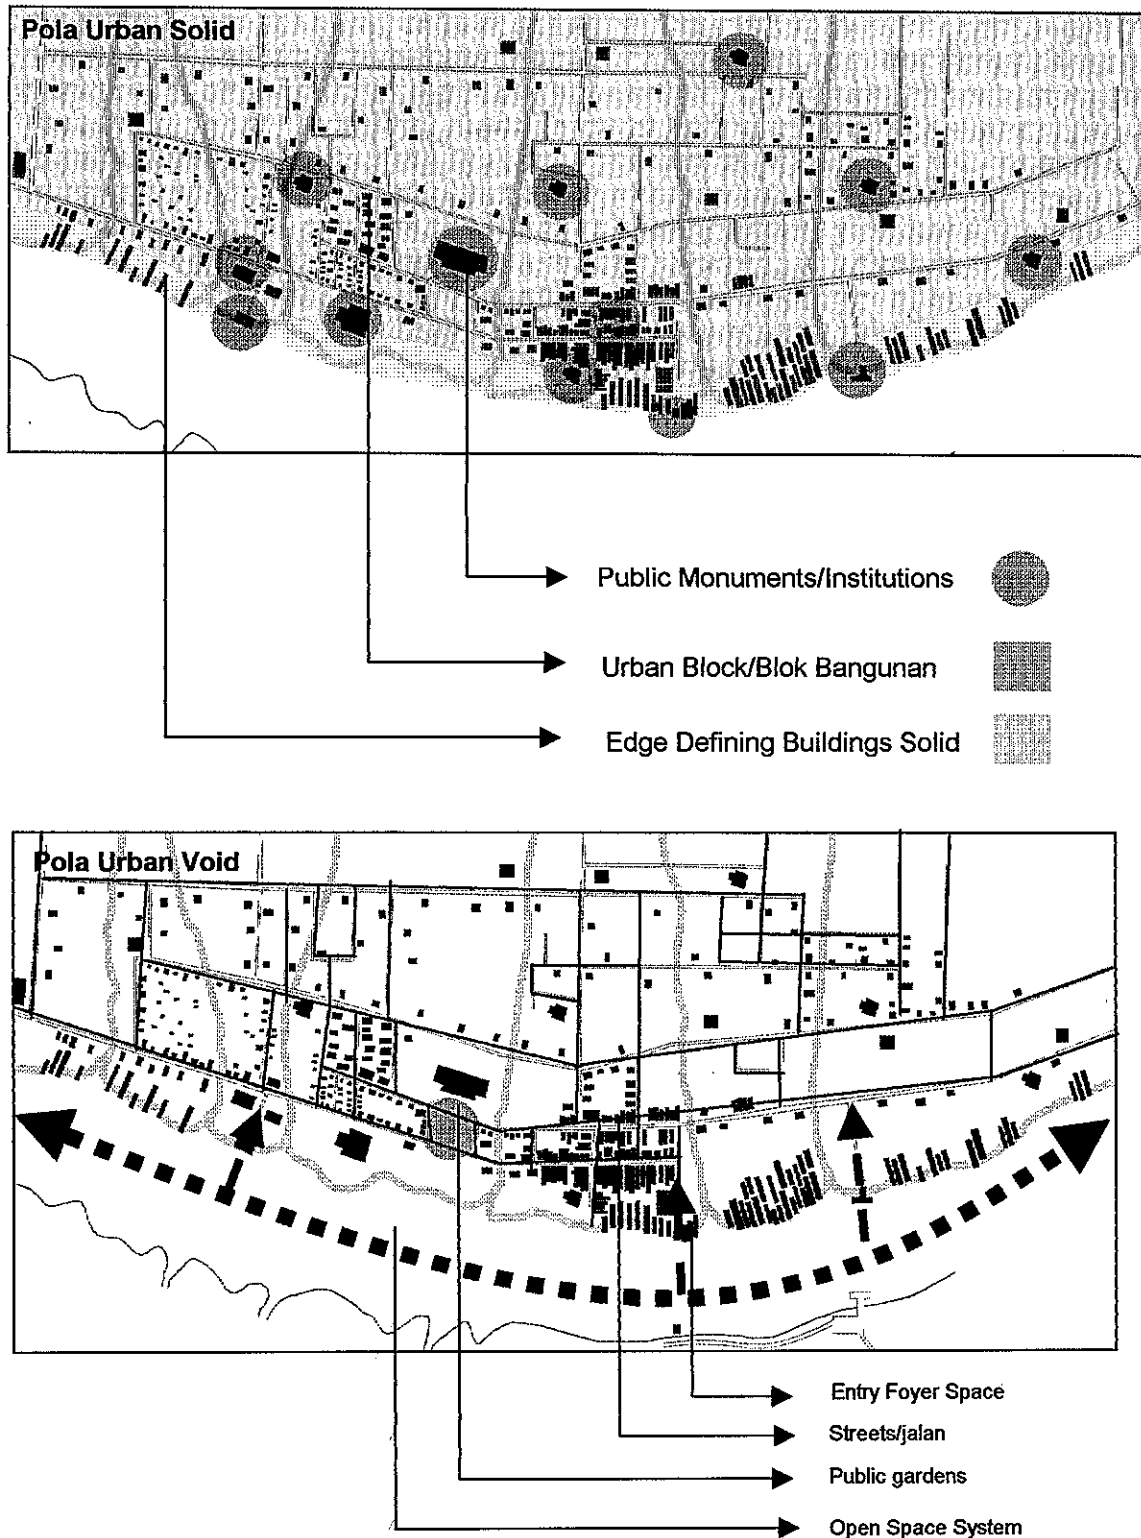 Pola Urban Solid
Public Monuments/Institutions
Urban Block/Blok Bangunan
Edge Defining Buildings Solid
Pola Urban Void
Entry Foyer Space
Streets/jalan
Public gardens
Open Space System